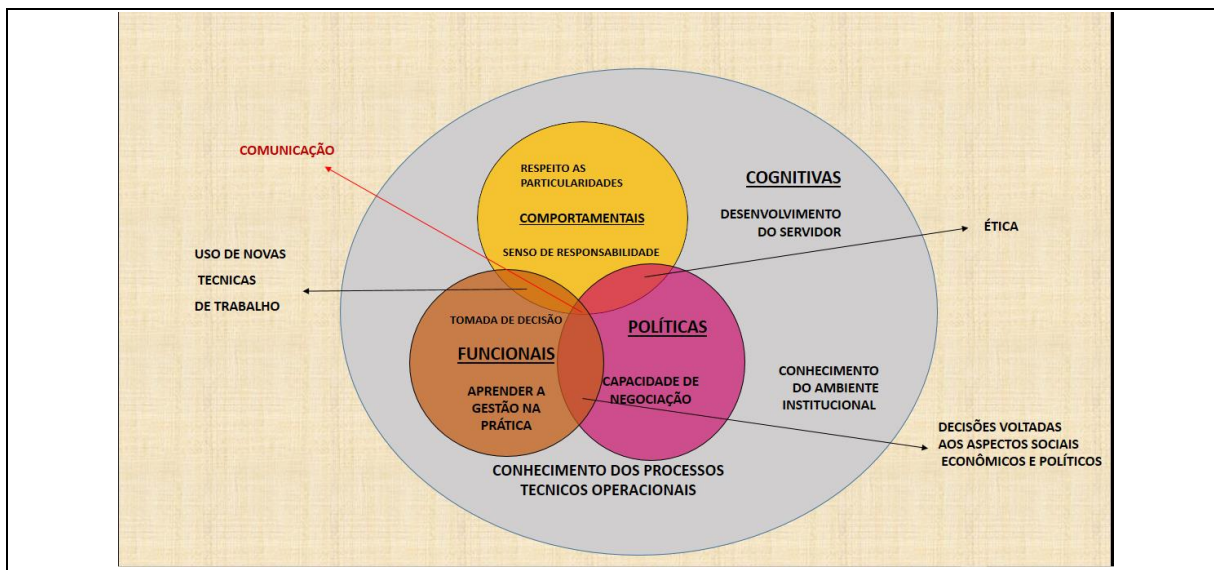 COMUNICAÇÃO
RESPEITO AS
PARTICULARIDADES
COMPORTAMENTAIS
SENSO DE RESPONSABILIDADE
COGNITIVAS
DESENVOLVIMENTO
DO SERVIDOR
ÉTICA
USO DE NOVAS
TECNICAS
DE TRABALHO
TOMADA DE DECISÃO
FUNCIONAIS
APRENDER A
GESTÃO NA
PRÁTICA
POLÍTICAS
CAPACIDADE DE
NEGOCIAÇÃO
CONHECIMENTO
DO AMBIENTE
INSTITUCIONAL
DECISÕES VOLTADAS
AOS ASPECTOS SOCIAIS
ECONÔMICOS E POLÍTICOS
CONHECIMENTO DOS PROCESSOS
TECNICOS OPERACIONAIS